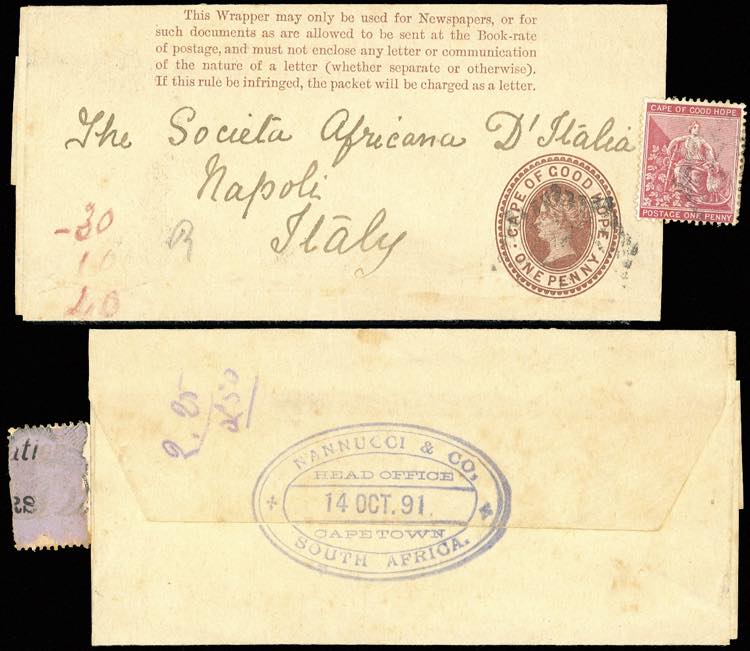 This Wrapper may only be used for Newspapers, or for
such documents as are allowed to be sent at the Book-rate
of postage, and must not enclose any letter or communication
of the nature of a letter (whether separate or otherwise).
If this rule be infringed, the packet will be charged as a letter.
The Societa Africana D'Italia
Napoli
Italy
CAPE OF GOOD HOPE
ONE PENNY
CAPE OF GOOD HOPE
POSTAGE ONE PENNY
-30
10
40
R
2.25
250
NANNUCCI & CO,
HEAD OFFICE
14 OCT. 91.
CAPETOWN
SOUTH AFRICA.